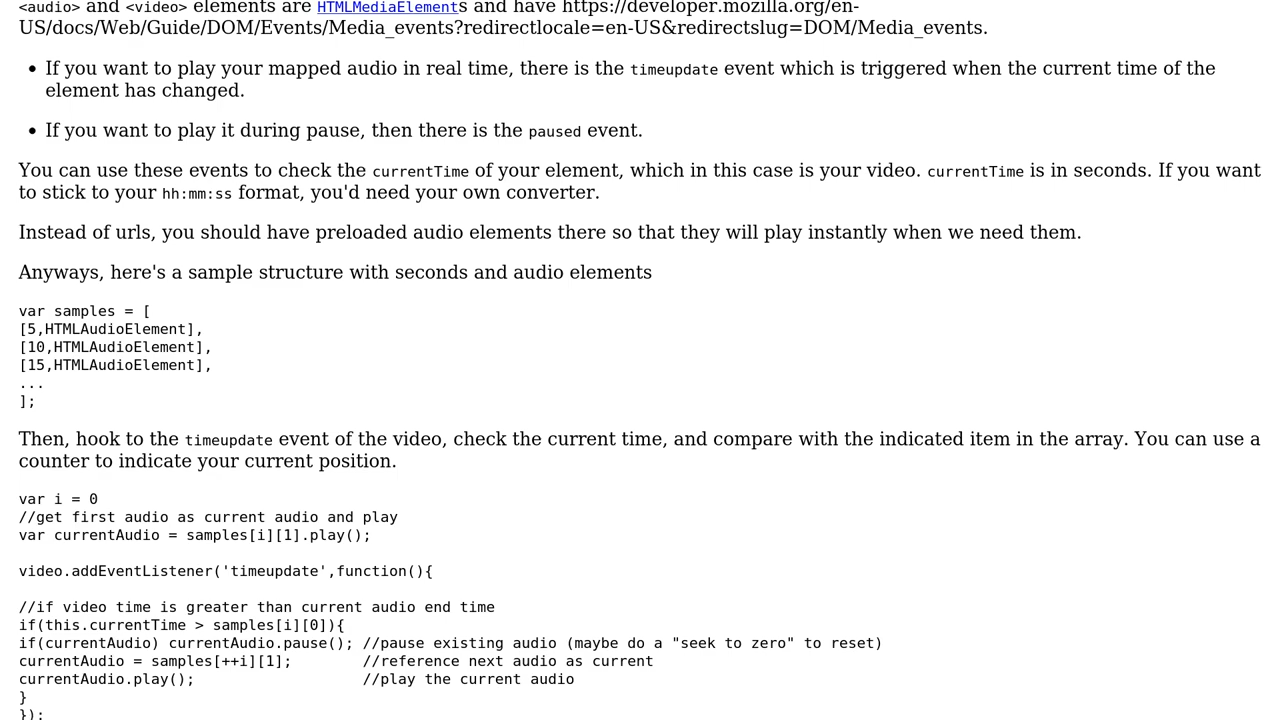 <audio> and <video> elements are HTMLMediaElements and have https://developer.mozilla.org/en-
US/docs/Web/Guide/DOM/Events/Media_events?redirectlocale=en-US&redirectslug=DOM/Media_events.
• If you want to play your mapped audio in real time, there is the timeupdate event which is triggered when the current time of the
element has changed.
• If you want to play it during pause, then there is the paused event.
You can use these events to check the currentTime of your element, which in this case is your video. currentTime is in seconds. If you want
to stick to your hh:mm:ss format, you'd need your own converter.
Instead of urls, you should have preloaded audio elements there so that they will play instantly when we need them.
Anyways, here's a sample structure with seconds and audio elements
var samples = [
[5,HTMLAudioElement],
[10,HTMLAudioElement],
[15,HTMLAudioElement],
...
];
Then, hook to the timeupdate event of the video, check the current time, and compare with the indicated item in the array. You can use a
counter to indicate your current position.
var i = 0
//get first audio as current audio and play
var currentAudio = samples[i][1].play();
video.addEventListener('timeupdate',function(){
//if video time is greater than current audio end time
if(this.currentTime > samples[i][0]){
if(currentAudio) currentAudio.pause(); //pause existing audio (maybe do a "seek to zero" to reset)
currentAudio = samples[++i][1];        //reference next audio as current
currentAudio.play();                   //play the current audio
}
});